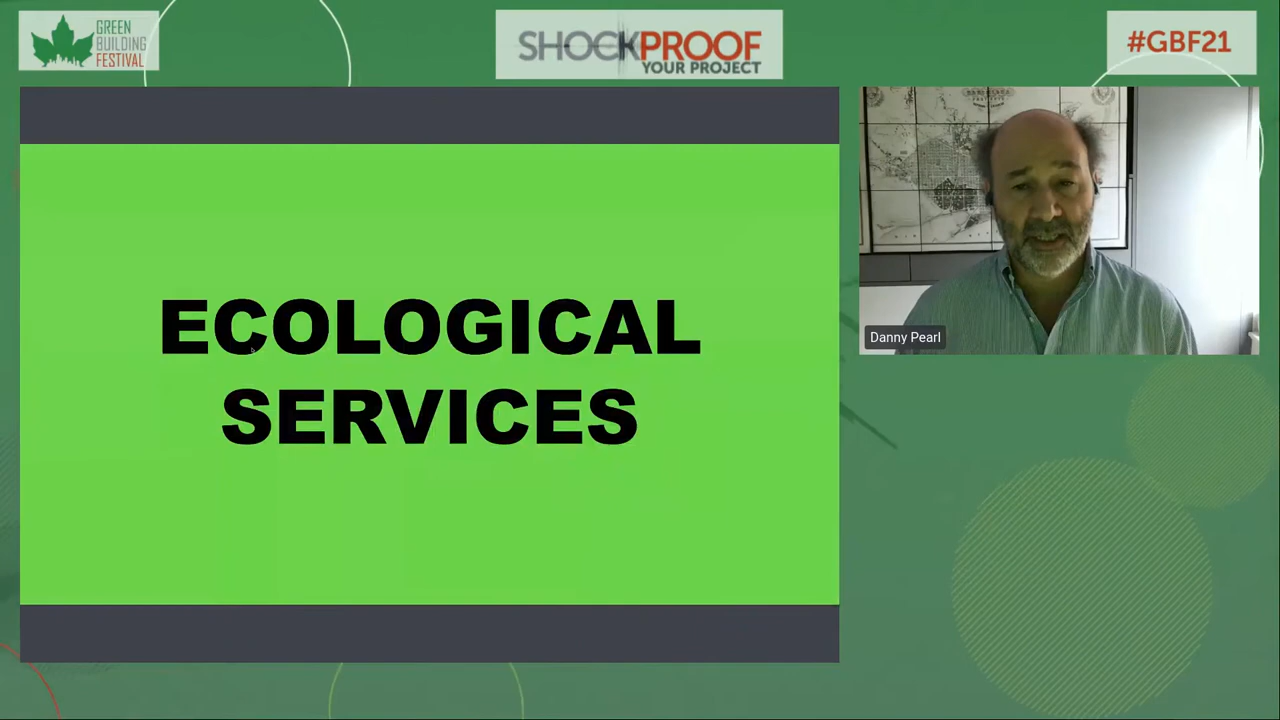 GREEN
BUILDING
FESTIVAL
SHOCKPROOF
YOUR PROJECT
#GBF21
ECOLOGICAL
SERVICES
Danny Pearl